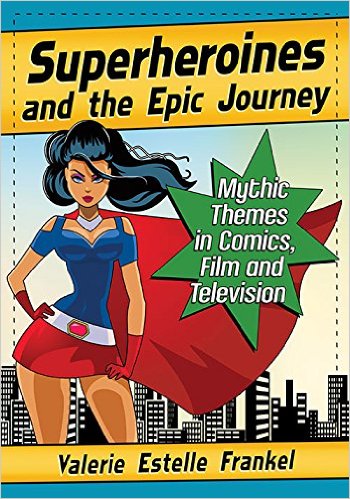 Superheroines
and the Epic Journey
Mythic
Themes
in Comics,
Film and
Television
Valerie Estelle Frankel